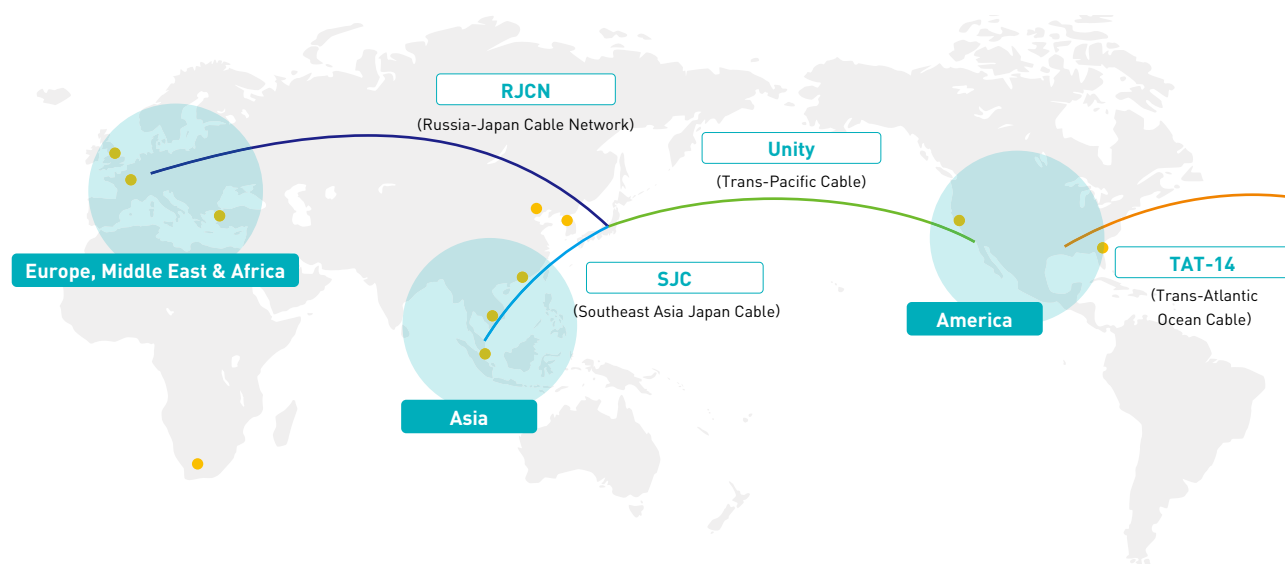 RJCN
(Russia-Japan Cable Network)
Unity
(Trans-Pacific Cable)
Europe, Middle East & Africa
SJC
(Southeast Asia Japan Cable)
TAT-14
(Trans-Atlantic
Ocean Cable)
America
Asia